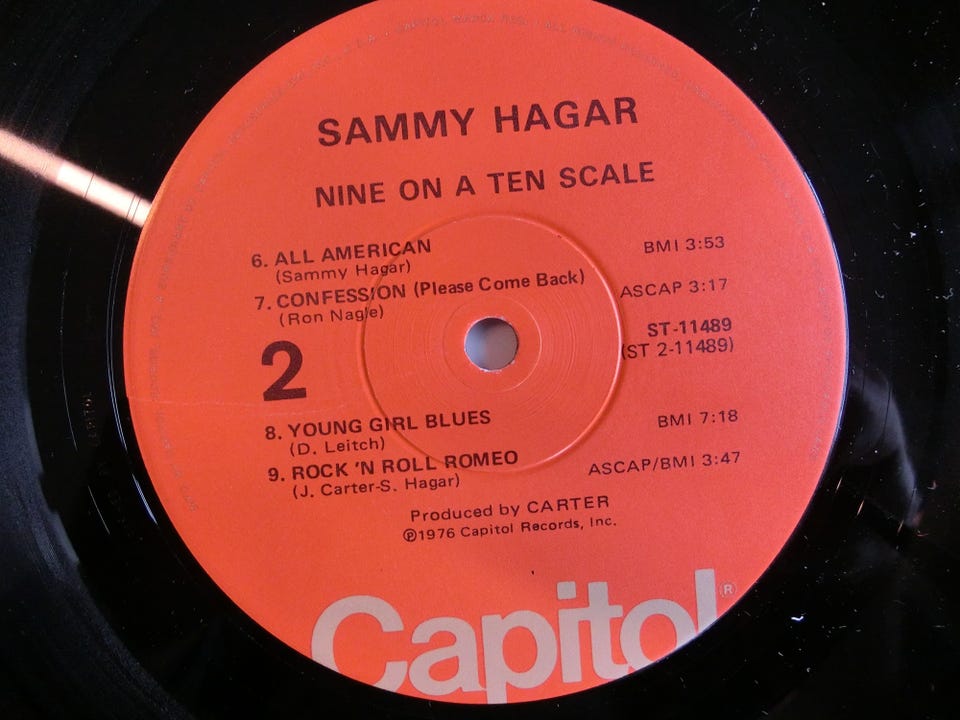 SAMMY HAGAR
NINE ON A TEN SCALE
6. ALL AMERICAN BMI 3:53
(Sammy Hagar)
7. CONFESSION (Please Come Back) ASCAP 3:17
(Ron Nagle)
ST-11489
(ST 2-11489)
2
8. YOUNG GIRL BLUES BMI 7:18
(D. Leitch)
9. ROCK 'N ROLL ROMEO ASCAP/BMI 3:47
(J. Carter-S. Hagar)
Produced by CARTER
℗1976 Capitol Records, Inc.
Capitol®